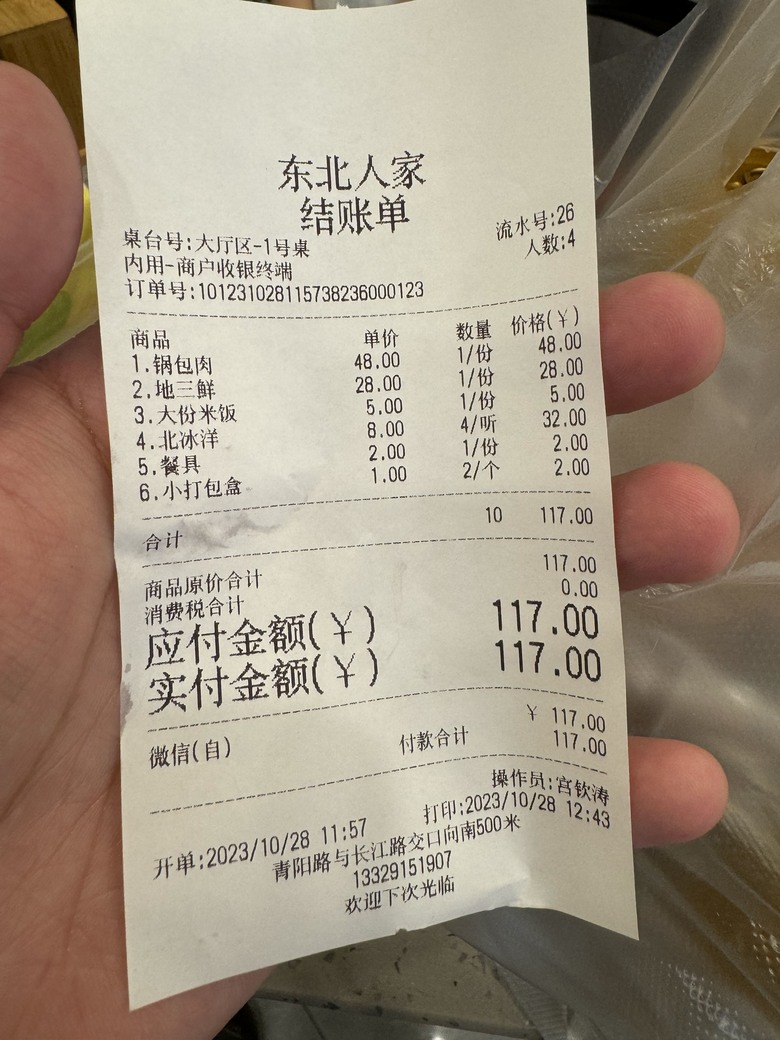 东北人家
结账单
桌台号:大厅区-1号桌 流水号:26
内用-商户收银终端 人数:4
订单号:101231028115738236000123
商品 单价 数量 价格(￥)
1.锅包肉 48.00 1/份 48.00
2.地三鲜 28.00 1/份 28.00
3.大份米饭 5.00 1/份 5.00
4.北冰洋 8.00 4/听 32.00
5.餐具 2.00 1/份 2.00
6.小打包盒 1.00 2/个 2.00
合计 10 117.00
商品原价合计 117.00
消费税合计 0.00
应付金额(￥) 117.00
实付金额(￥) 117.00
微信(自) ￥ 117.00
付款合计 117.00
操作员:宫钦涛
开单:2023/10/28 11:57 打印:2023/10/28 12:43
青阳路与长江路交口向南500米
13329151907
欢迎下次光临